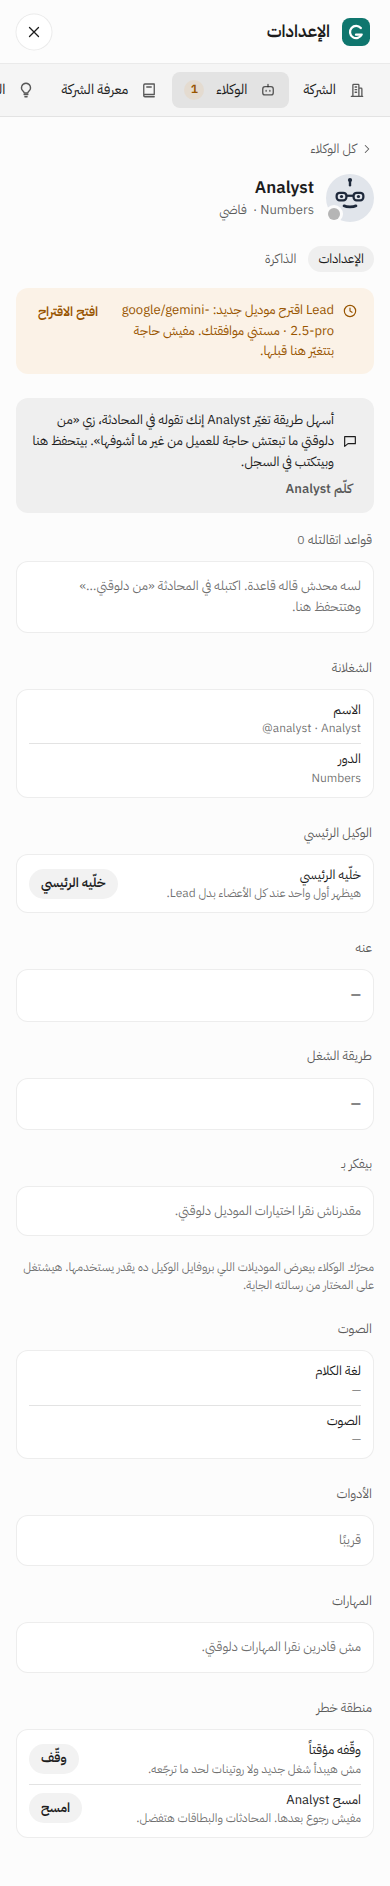 الإعدادات
الشركة
الوكلاء 1
معرفة الشركة
كل الوكلاء
Analyst
Numbers · فاضي
الإعدادات
الذاكرة
Lead اقترح موديل جديد: google/gemini-
2.5-pro · مستني موافقتك. مفيش حاجة
بتتغيّر هنا قبلها.
افتح الاقتراح
أسهل طريقة تغيّر Analyst إنك تقوله في المحادثة، زي «من
دلوقتي ما تبعتش حاجة للعميل من غير ما أشوفها». بيتحفظ هنا
وبيتكتب في السجل.
كلّم Analyst
قواعد اتقالتله 0
لسه محدش قاله قاعدة. اكتبله في المحادثة «من دلوقتي…»
وهتتحفظ هنا.
الشغلانة
الاسم
Analyst · @analyst
الدور
Numbers
الوكيل الرئيسي
خلّيه الرئيسي
هيظهر أول واحد عند كل الأعضاء بدل Lead.
خلّيه الرئيسي
عنه
—
طريقة الشغل
—
بيفكر بـ
مقدرناش نقرا اختيارات الموديل دلوقتي.
محرّك الوكلاء بيعرض الموديلات اللي بروفايل الوكيل ده يقدر يستخدمها. هيشتغل
على المختار من رسالته الجاية.
الصوت
لغة الكلام
—
الصوت
—
الأدوات
قريبًا
المهارات
مش قادرين نقرا المهارات دلوقتي.
منطقة خطر
وقّفه مؤقتاً
مش هيبدأ شغل جديد ولا روتينات لحد ما ترجّعه.
وقّف
امسح Analyst
مفيش رجوع بعدها. المحادثات والبطاقات هتفضل.
امسح